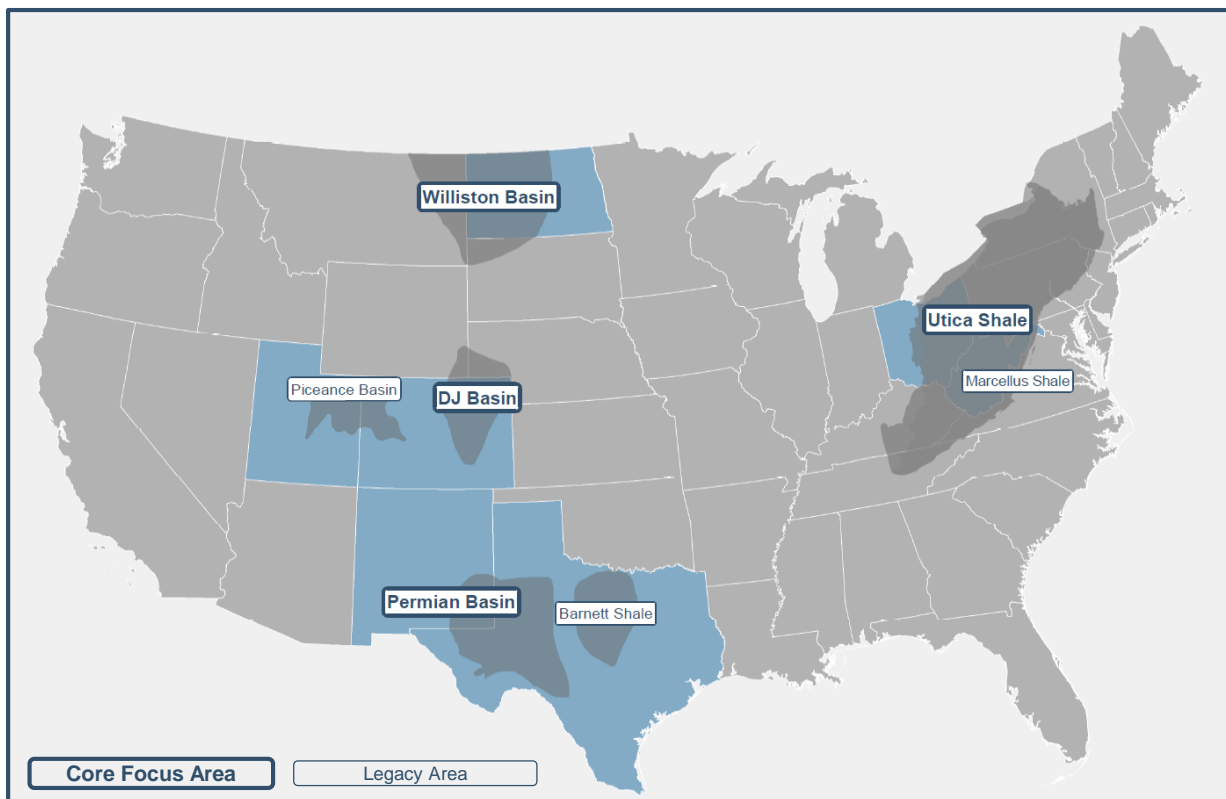 Williston Basin
Utica Shale
Piceance Basin
Marcellus Shale
DJ Basin
Permian Basin
Barnett Shale
Core Focus Area
Legacy Area